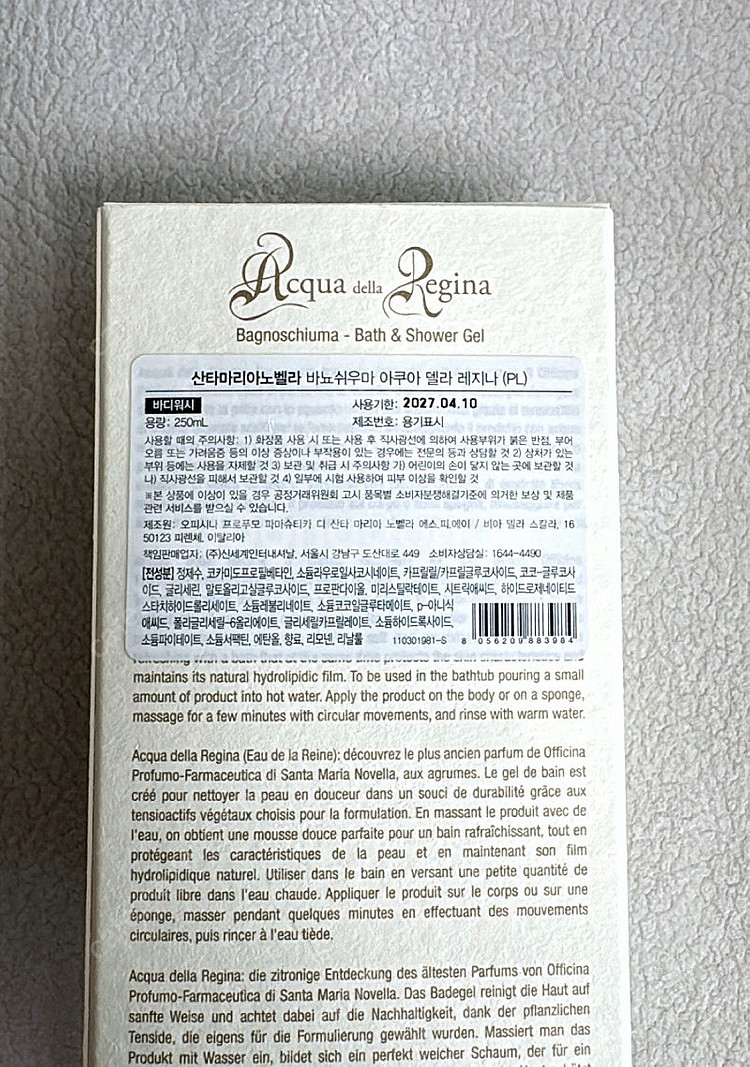 Acqua della Regina
Bagnoschiuma - Bath & Shower Gel
산타마리아노벨라 바뇨쉬우마 아쿠아 델라 레지나 (PL)
바디워시 사용기한: 2027.04.10
용량: 250mL 제조번호: 용기표시
사용할 때의 주의사항: 1) 화장품 사용 시 또는 사용 후 직사광선에 의하여 사용부위가 붉은 반점, 부어
오름 또는 가려움증 등의 이상 증상이나 부작용이 있는 경우에는 전문의 등과 상담할 것 2) 상처가 있는
부위 등에는 사용을 자제할 것 3) 보관 및 취급 시 주의사항 가) 어린이의 손이 닿지 않는 곳에 보관할 것
나) 직사광선을 피해서 보관할 것 4) 일부에 시험 사용하여 피부 이상을 확인할 것
※본 상품에 이상이 있을 경우 공정거래위원회 고시 품목별 소비자분쟁해결기준에 의거한 보상 및 제품
관련 서비스를 받으실 수 있습니다.
제조원: 오피시나 프로푸모 파마슈티카 디 산타 마리아 노벨라 에스.피.에이 / 비아 델라 스칼라, 16
50123 피렌체, 이탈리아
책임판매업자: (주)신세계인터내셔날, 서울시 강남구 도산대로 449 소비자상담실: 1644-4490
[전성분] 정제수, 코카미도프로필베타인, 소듐라우로일사코시네이트, 카프릴릴/카프릴글루코사이드, 코코-글루코사
이드, 글리세린, 말토올리고실글루코사이드, 프로판다이올, 미리스틸락테이트, 시트릭애씨드, 하이드로제네이티드
스타치하이드롤리세이트, 소듐레불리네이트, 소듐코코일글루타메이트, p-아니식
애씨드, 폴리글리세릴-6올리에이트, 글리세릴카프릴레이트, 소듐하이드록사이드,
소듐파이테이트, 소듐서팩틴, 에탄올, 향료, 리모넨, 리날룰 110301981-S 8 056209 883984
refreshing with a bath that at the same time protects the skin characteristics and
maintains its natural hydrolipidic film. To be used in the bathtub pouring a small
amount of product into hot water. Apply the product on the body or on a sponge,
massage for a few minutes with circular movements, and rinse with warm water.
Acqua della Regina (Eau de la Reine): découvrez le plus ancien parfum de Officina
Profumo-Farmaceutica di Santa Maria Novella, aux agrumes. Le gel de bain est
créé pour nettoyer la peau en douceur dans un souci de durabilité grâce aux
tensioactifs végétaux choisis pour la formulation. En massant le produit avec de
l'eau, on obtient une mousse douce parfaite pour un bain rafraîchissant, tout en
protégeant les caractéristiques de la peau et en maintenant son film
hydrolipidique naturel. Utiliser dans le bain en versant une petite quantité de
produit libre dans l'eau chaude. Appliquer le produit sur le corps ou sur une
éponge, masser pendant quelques minutes en effectuant des mouvements
circulaires, puis rincer à l'eau tiède.
Acqua della Regina: die zitronige Entdeckung des ältesten Parfums von Officina
Profumo-Farmaceutica di Santa Maria Novella. Das Badegel reinigt die Haut auf
sanfte Weise und achtet dabei auf die Nachhaltigkeit, dank der pflanzlichen
Tenside, die eigens für die Formulierung gewählt wurden. Massiert man das
Produkt mit Wasser ein, bildet sich ein perfekt weicher Schaum, der für ein